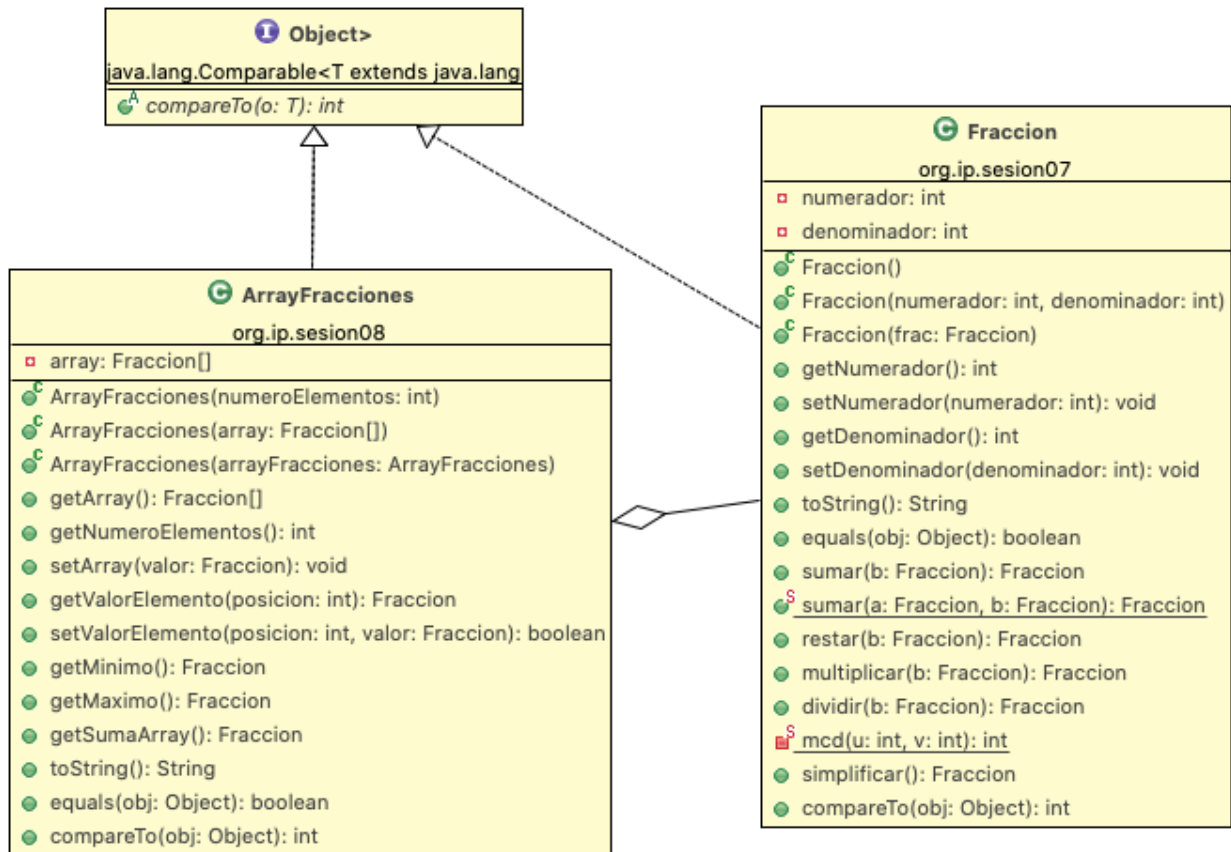 Object>
java.lang.Comparable<T extends java.lang
compareTo(o: T): int
Fraccion
org.ip.sesion07
numerador: int
denominador: int
Fraccion()
Fraccion(numerador: int, denominador: int)
Fraccion(frac: Fraccion)
getNumerador(): int
setNumerador(numerador: int): void
getDenominador(): int
setDenominador(denominador: int): void
toString(): String
equals(obj: Object): boolean
sumar(b: Fraccion): Fraccion
sumar(a: Fraccion, b: Fraccion): Fraccion
restar(b: Fraccion): Fraccion
multiplicar(b: Fraccion): Fraccion
dividir(b: Fraccion): Fraccion
mcd(u: int, v: int): int
simplificar(): Fraccion
compareTo(obj: Object): int
ArrayFracciones
org.ip.sesion08
array: Fraccion[]
ArrayFracciones(numeroElementos: int)
ArrayFracciones(array: Fraccion[])
ArrayFracciones(arrayFracciones: ArrayFracciones)
getArray(): Fraccion[]
getNumeroElementos(): int
setArray(valor: Fraccion): void
getValorElemento(posicion: int): Fraccion
setValorElemento(posicion: int, valor: Fraccion): boolean
getMinimo(): Fraccion
getMaximo(): Fraccion
getSumaArray(): Fraccion
toString(): String
equals(obj: Object): boolean
compareTo(obj: Object): int